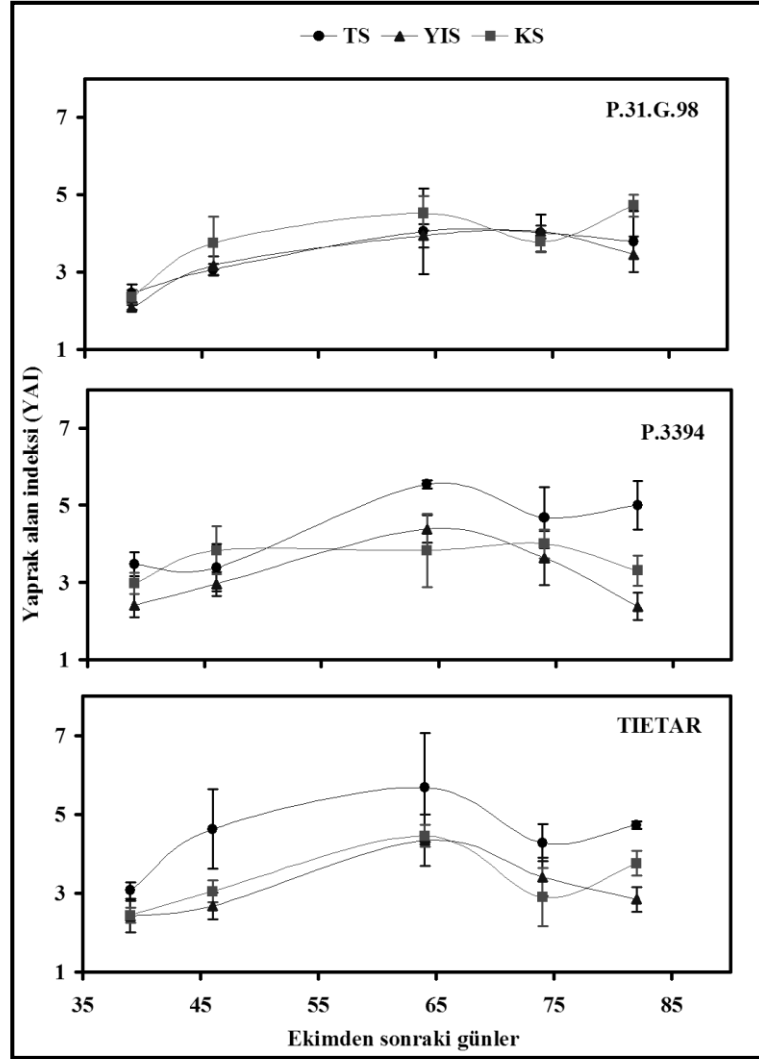 TS YIS KS
P.31.G.98
7
5
3
1
P.3394
7
5
3
1
TIETAR
7
5
3
1
35 45 55 65 75 85
Yaprak alan indeksi (YAI)
Ekimden sonraki günler